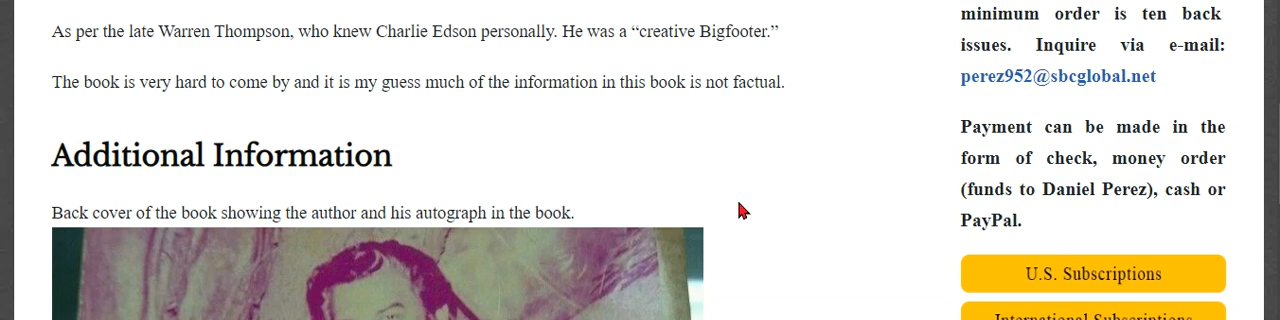 As per the late Warren Thompson, who knew Charlie Edson personally. He was a “creative Bigfooter.”
The book is very hard to come by and it is my guess much of the information in this book is not factual.
Additional Information
Back cover of the book showing the author and his autograph in the book.
minimum order is ten back
issues. Inquire via e-mail:
perez952@sbcglobal.net
Payment can be made in the
form of check, money order
(funds to Daniel Perez), cash or
PayPal.
U.S. Subscriptions
International Subscriptions